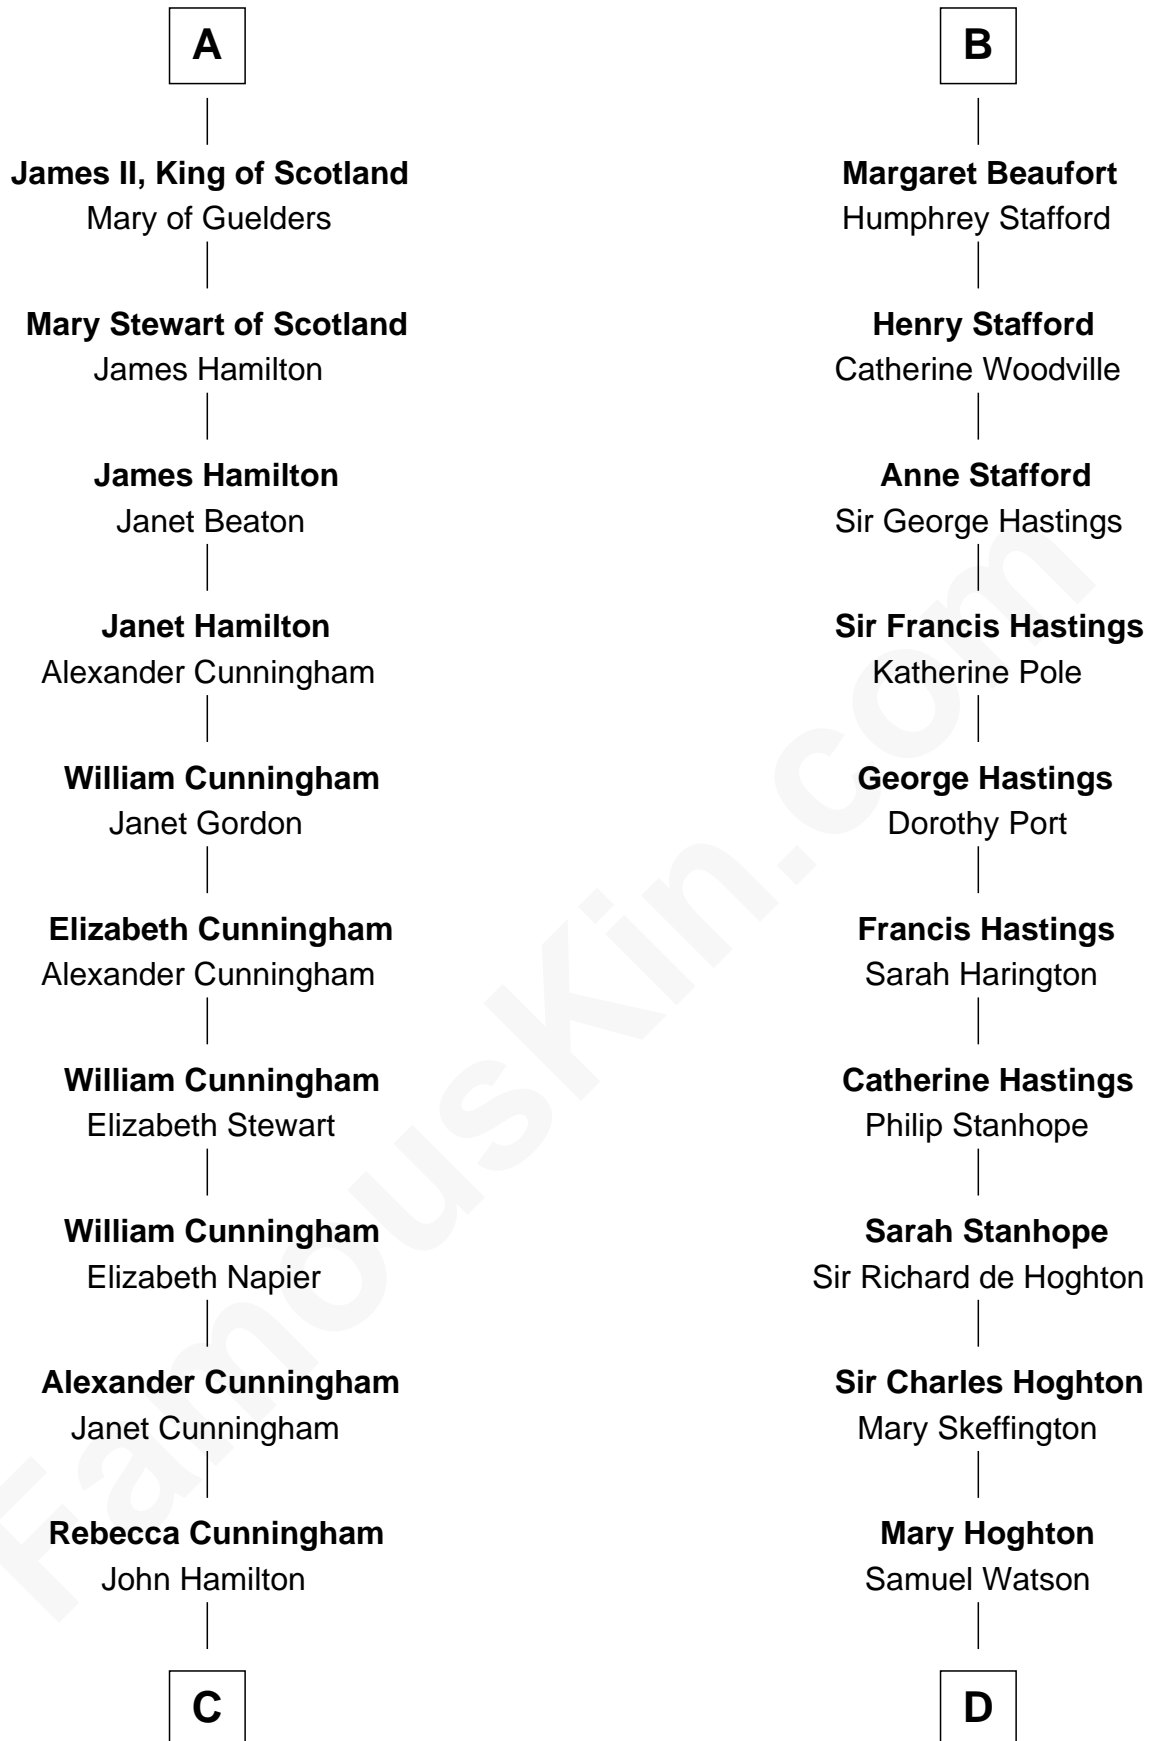 A
James II, King of Scotland
Mary of Guelders
Mary Stewart of Scotland
James Hamilton
James Hamilton
Janet Beaton
Janet Hamilton
Alexander Cunningham
William Cunningham
Janet Gordon
Elizabeth Cunningham
Alexander Cunningham
William Cunningham
Elizabeth Stewart
William Cunningham
Elizabeth Napier
Alexander Cunningham
Janet Cunningham
Rebecca Cunningham
John Hamilton
C
B
Margaret Beaufort
Humphrey Stafford
Henry Stafford
Catherine Woodville
Anne Stafford
Sir George Hastings
Sir Francis Hastings
Katherine Pole
George Hastings
Dorothy Port
Francis Hastings
Sarah Harington
Catherine Hastings
Philip Stanhope
Sarah Stanhope
Sir Richard de Hoghton
Sir Charles Hoghton
Mary Skeffington
Mary Hoghton
Samuel Watson
D
FamousKin.com